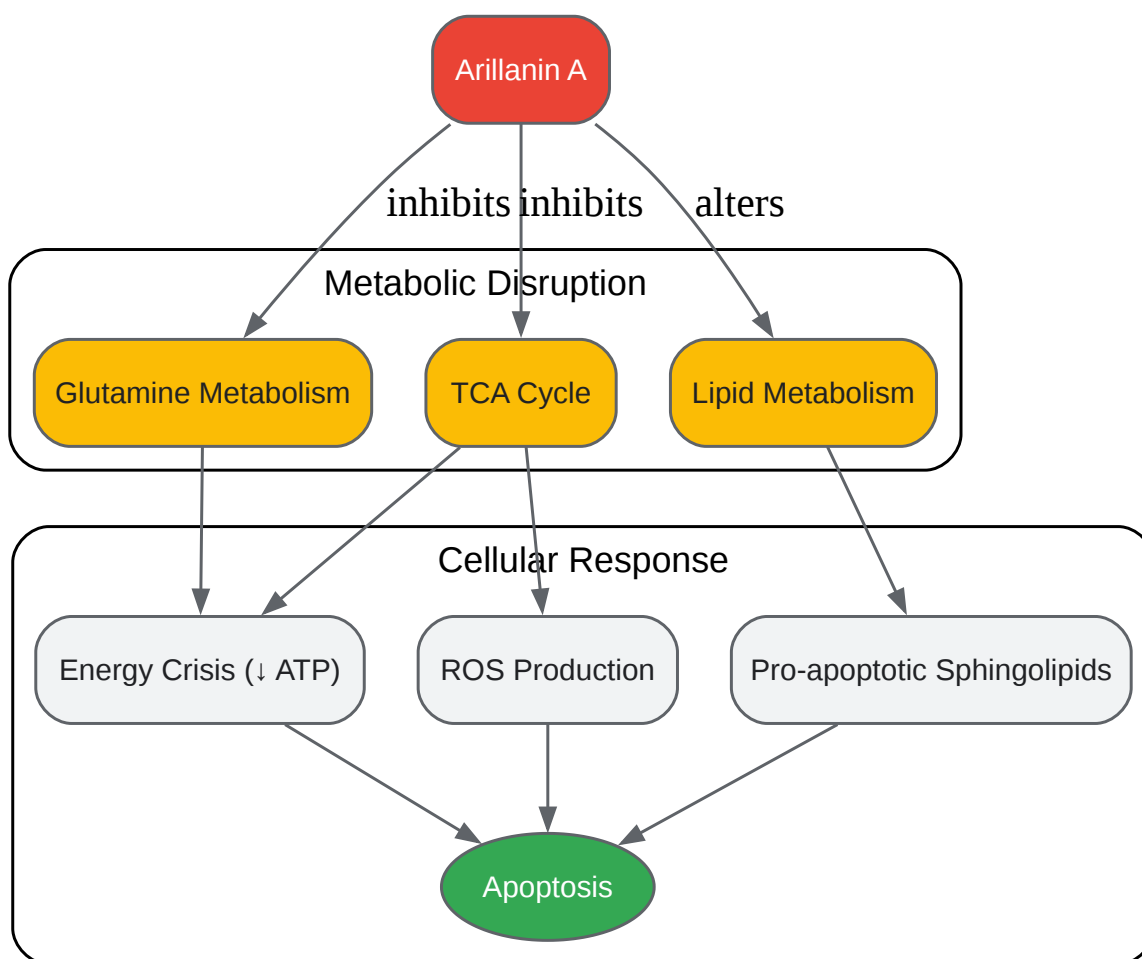 Arillanin A
inhibits inhibits alters
Metabolic Disruption
Glutamine Metabolism TCA Cycle Lipid Metabolism
Cellular Response
Energy Crisis (↓ ATP) ROS Production Pro-apoptotic Sphingolipids
Apoptosis